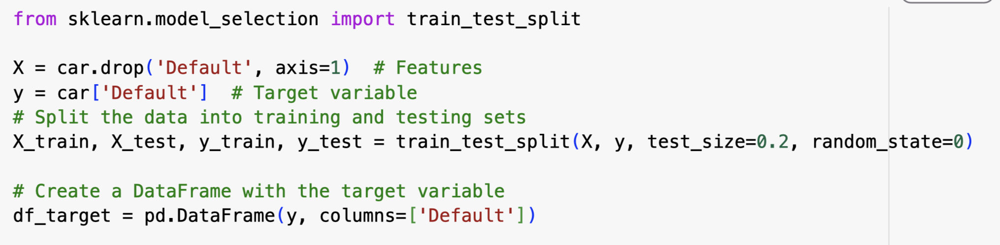 from sklearn.model_selection import train_test_split
X = car.drop('Default', axis=1)  # Features
y = car['Default']  # Target variable
# Split the data into training and testing sets
X_train, X_test, y_train, y_test = train_test_split(X, y, test_size=0.2, random_state=0)
# Create a DataFrame with the target variable
df_target = pd.DataFrame(y, columns=['Default'])